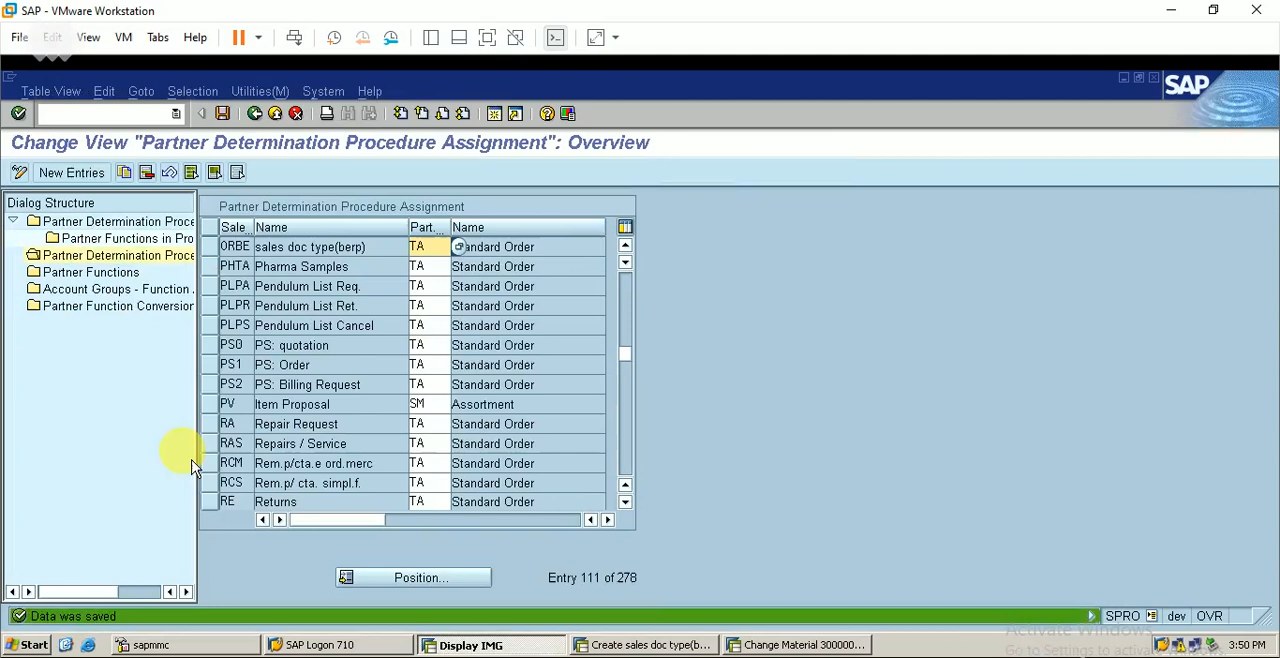 SAP - VMware Workstation
File Edit View VM Tabs Help
Table View Edit Goto Selection Utilities(M) System Help
SAP
Change View "Partner Determination Procedure Assignment": Overview
New Entries
Dialog Structure
Partner Determination Proce
Partner Functions in Pro
Partner Determination Proce
Partner Functions
Account Groups - Function
Partner Function Conversion
Partner Determination Procedure Assignment
Sale... Name Part... Name
ORBE sales doc type(berp) TA andard Order
PHTA Pharma Samples TA Standard Order
PLPA Pendulum List Req. TA Standard Order
PLPR Pendulum List Ret. TA Standard Order
PLPS Pendulum List Cancel TA Standard Order
PS0 PS: quotation TA Standard Order
PS1 PS: Order TA Standard Order
PS2 PS: Billing Request TA Standard Order
PV Item Proposal SM Assortment
RA Repair Request TA Standard Order
RAS Repairs / Service TA Standard Order
RCM Rem.p/cta.e ord.merc TA Standard Order
RCS Rem.p/ cta. simpl.f. TA Standard Order
RE Returns TA Standard Order
Position... Entry 111 of 278
Data was saved
SPRO dev OVR
Activate Windows
Go to Settings to activate Windows.
Start sapmmc SAP Logon 710 Display IMG Create sales doc type(b... Change Material 300000... 3:50 PM